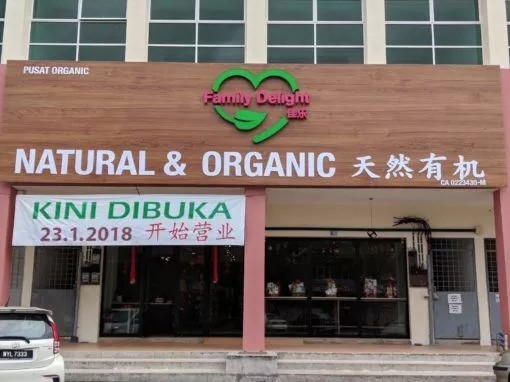 PUSAT ORGANIC
Family Delight
佳乐
NATURAL & ORGANIC 天然有机
CA 0223435-M
KINI DIBUKA
23.1.2018 开始营业
WYL 7333